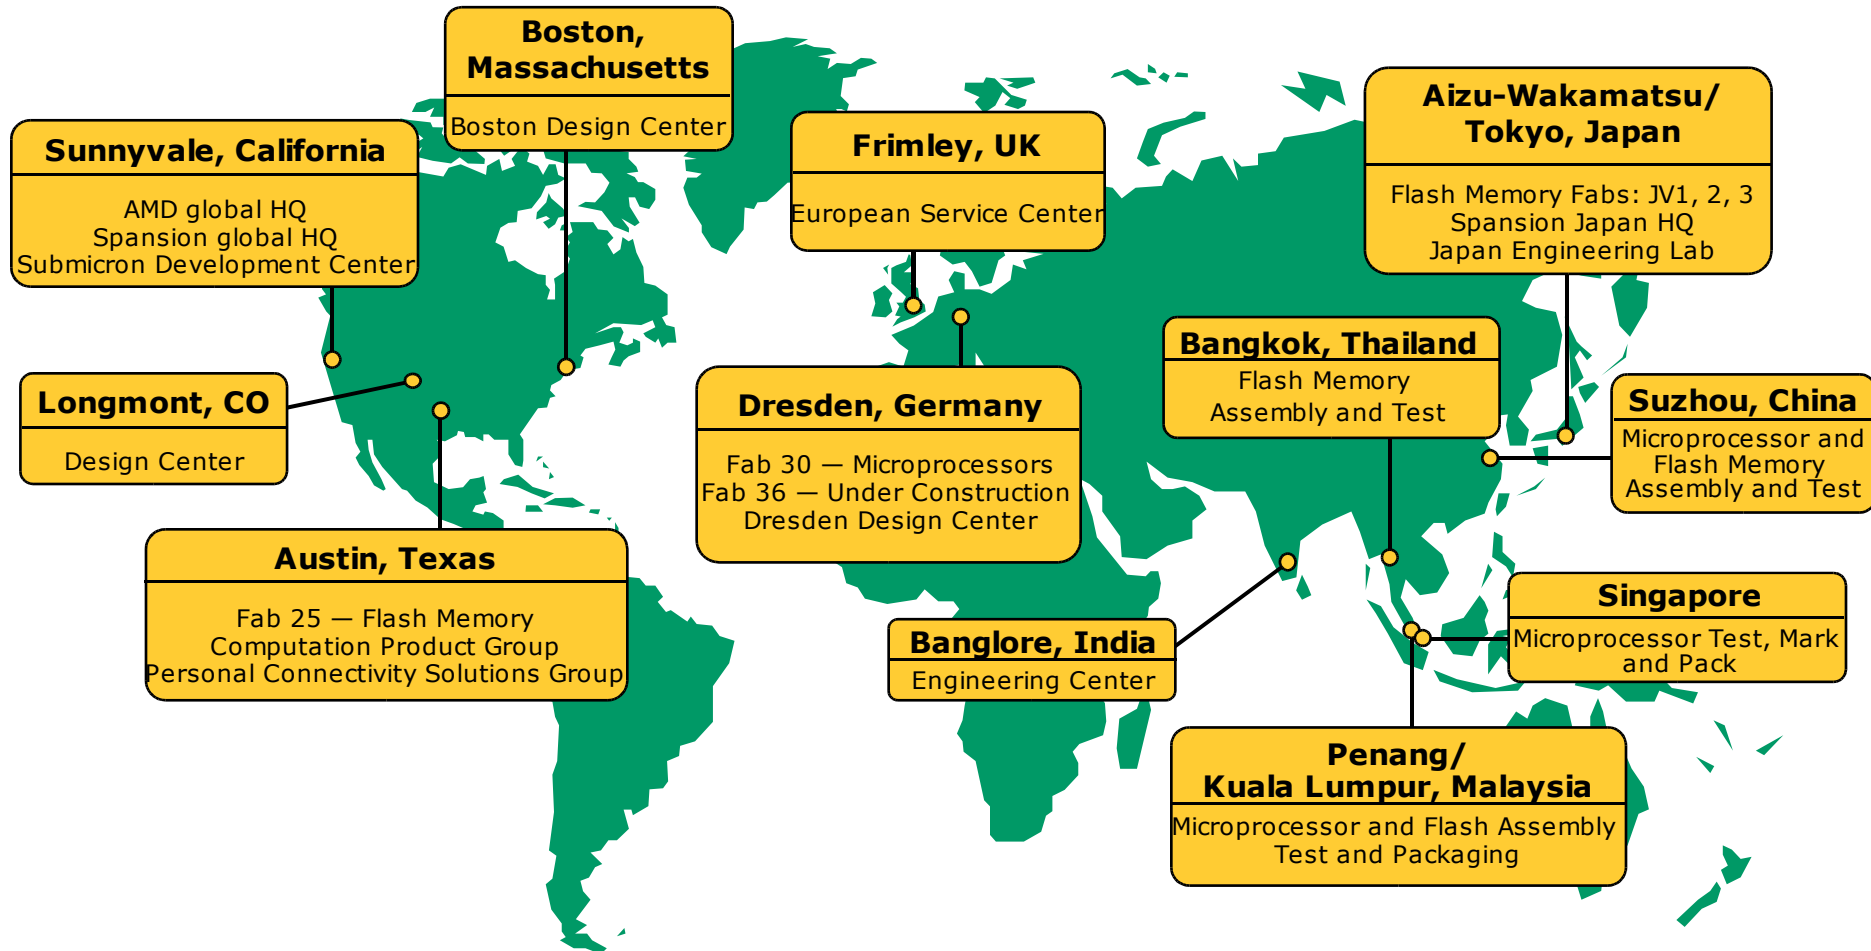 Boston,
Massachusetts
Boston Design Center
Sunnyvale, California
AMD global HQ
Spansion global HQ
Submicron Development Center
Frimley, UK
European Service Center
Aizu-Wakamatsu/
Tokyo, Japan
Flash Memory Fabs: JV1, 2, 3
Spansion Japan HQ
Japan Engineering Lab
Longmont, CO
Design Center
Dresden, Germany
Fab 30 — Microprocessors
Fab 36 — Under Construction
Dresden Design Center
Bangkok, Thailand
Flash Memory
Assembly and Test
Suzhou, China
Microprocessor and
Flash Memory
Assembly and Test
Austin, Texas
Fab 25 — Flash Memory
Computation Product Group
Personal Connectivity Solutions Group
Banglore, India
Engineering Center
Singapore
Microprocessor Test, Mark
and Pack
Penang/
Kuala Lumpur, Malaysia
Microprocessor and Flash Assembly
Test and Packaging